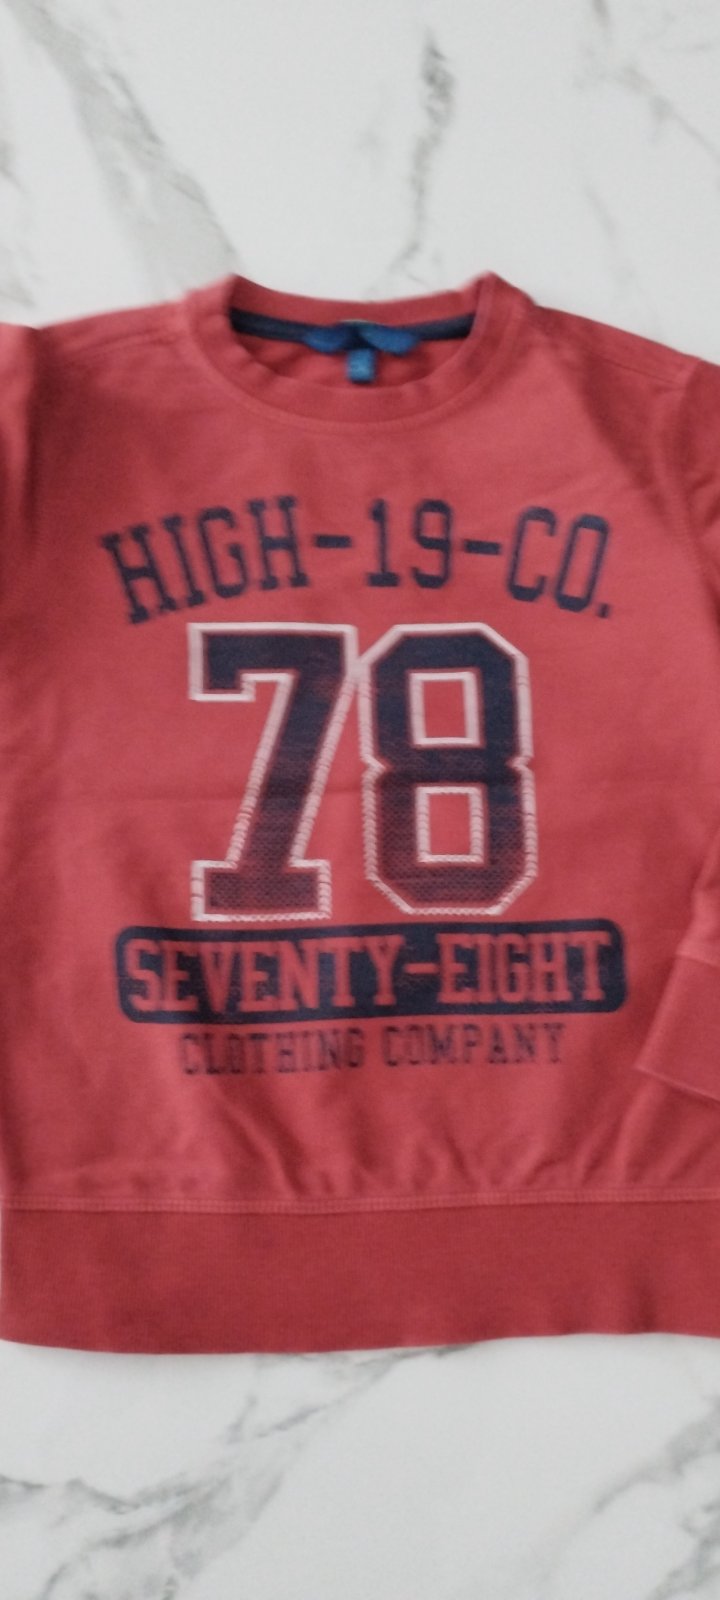 HIGH-19-CO.
78
SEVENTY-EIGHT
CLOTHING COMPANY